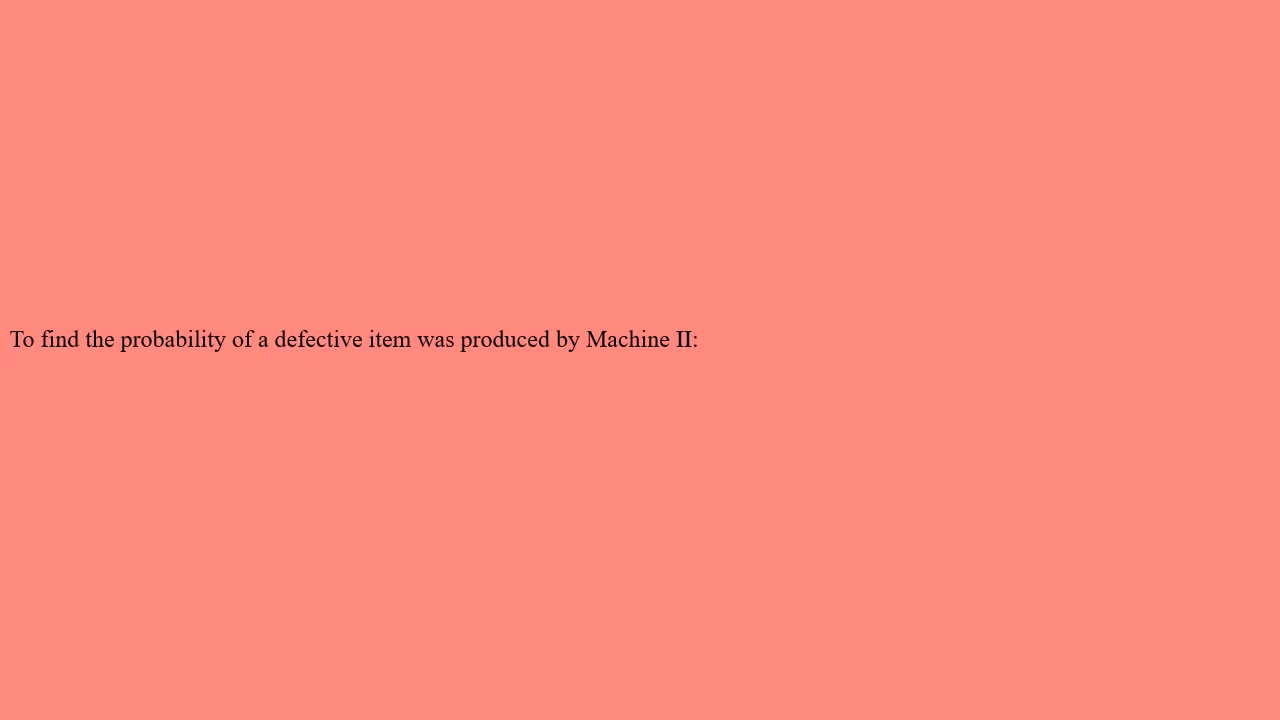 To find the probability of a defective item was produced by Machine II: